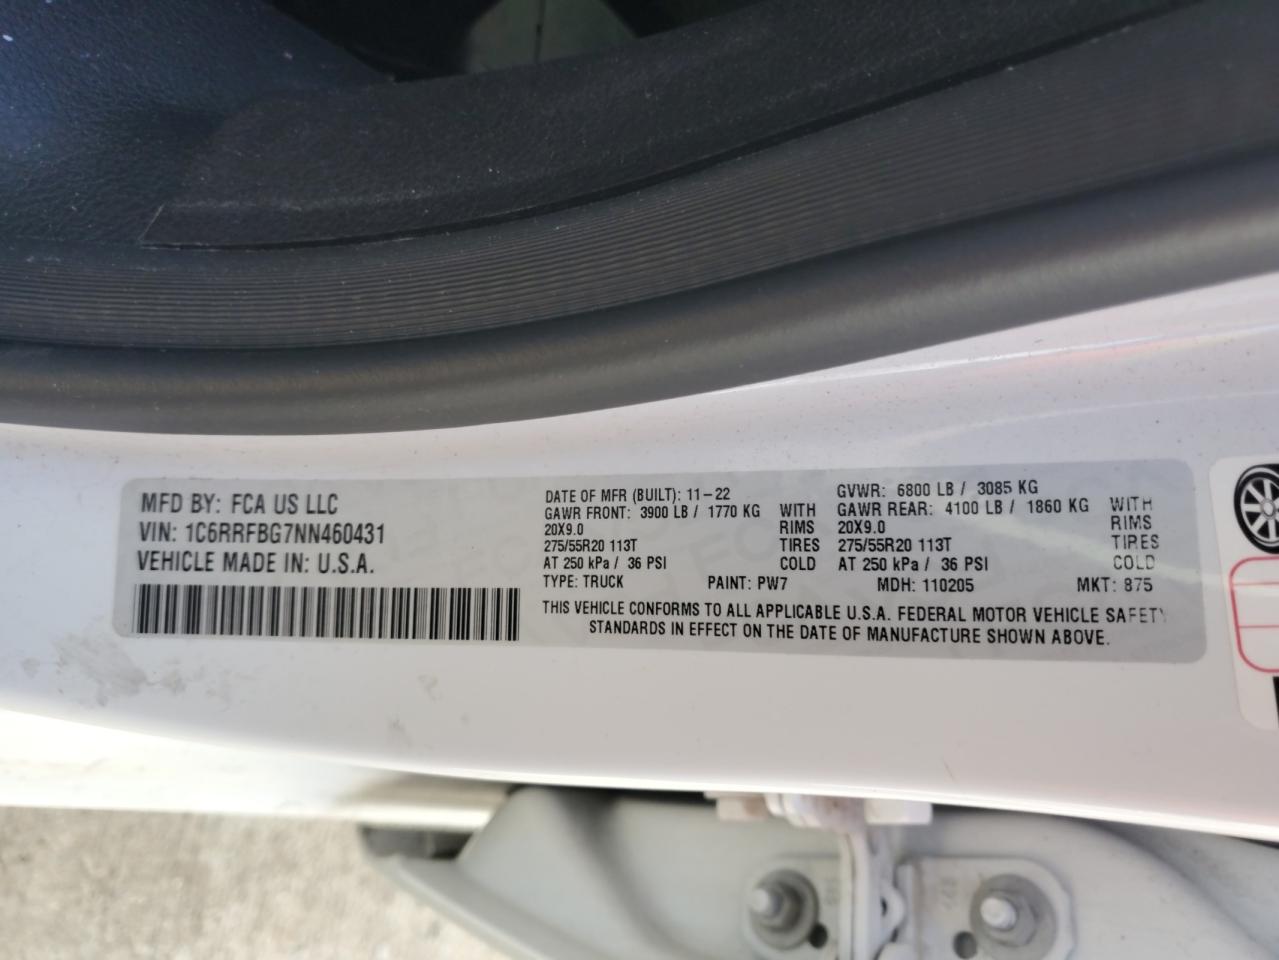 MFD BY: FCA US LLC
VIN: 1C6RRFBG7NN460431
VEHICLE MADE IN: U.S.A.
DATE OF MFR (BUILT): 11-22
GAWR FRONT: 3900 LB / 1770 KG WITH
20X9.0 RIMS
275/55R20 113T TIRES
AT 250 kPa / 36 PSI COLD
GVWR: 6800 LB / 3085 KG
GAWR REAR: 4100 LB / 1860 KG WITH
20X9.0 RIMS
275/55R20 113T TIRES
AT 250 kPa / 36 PSI COLD
TYPE: TRUCK PAINT: PW7 MDH: 110205 MKT: 875
THIS VEHICLE CONFORMS TO ALL APPLICABLE U.S.A. FEDERAL MOTOR VEHICLE SAFETY
STANDARDS IN EFFECT ON THE DATE OF MANUFACTURE SHOWN ABOVE.